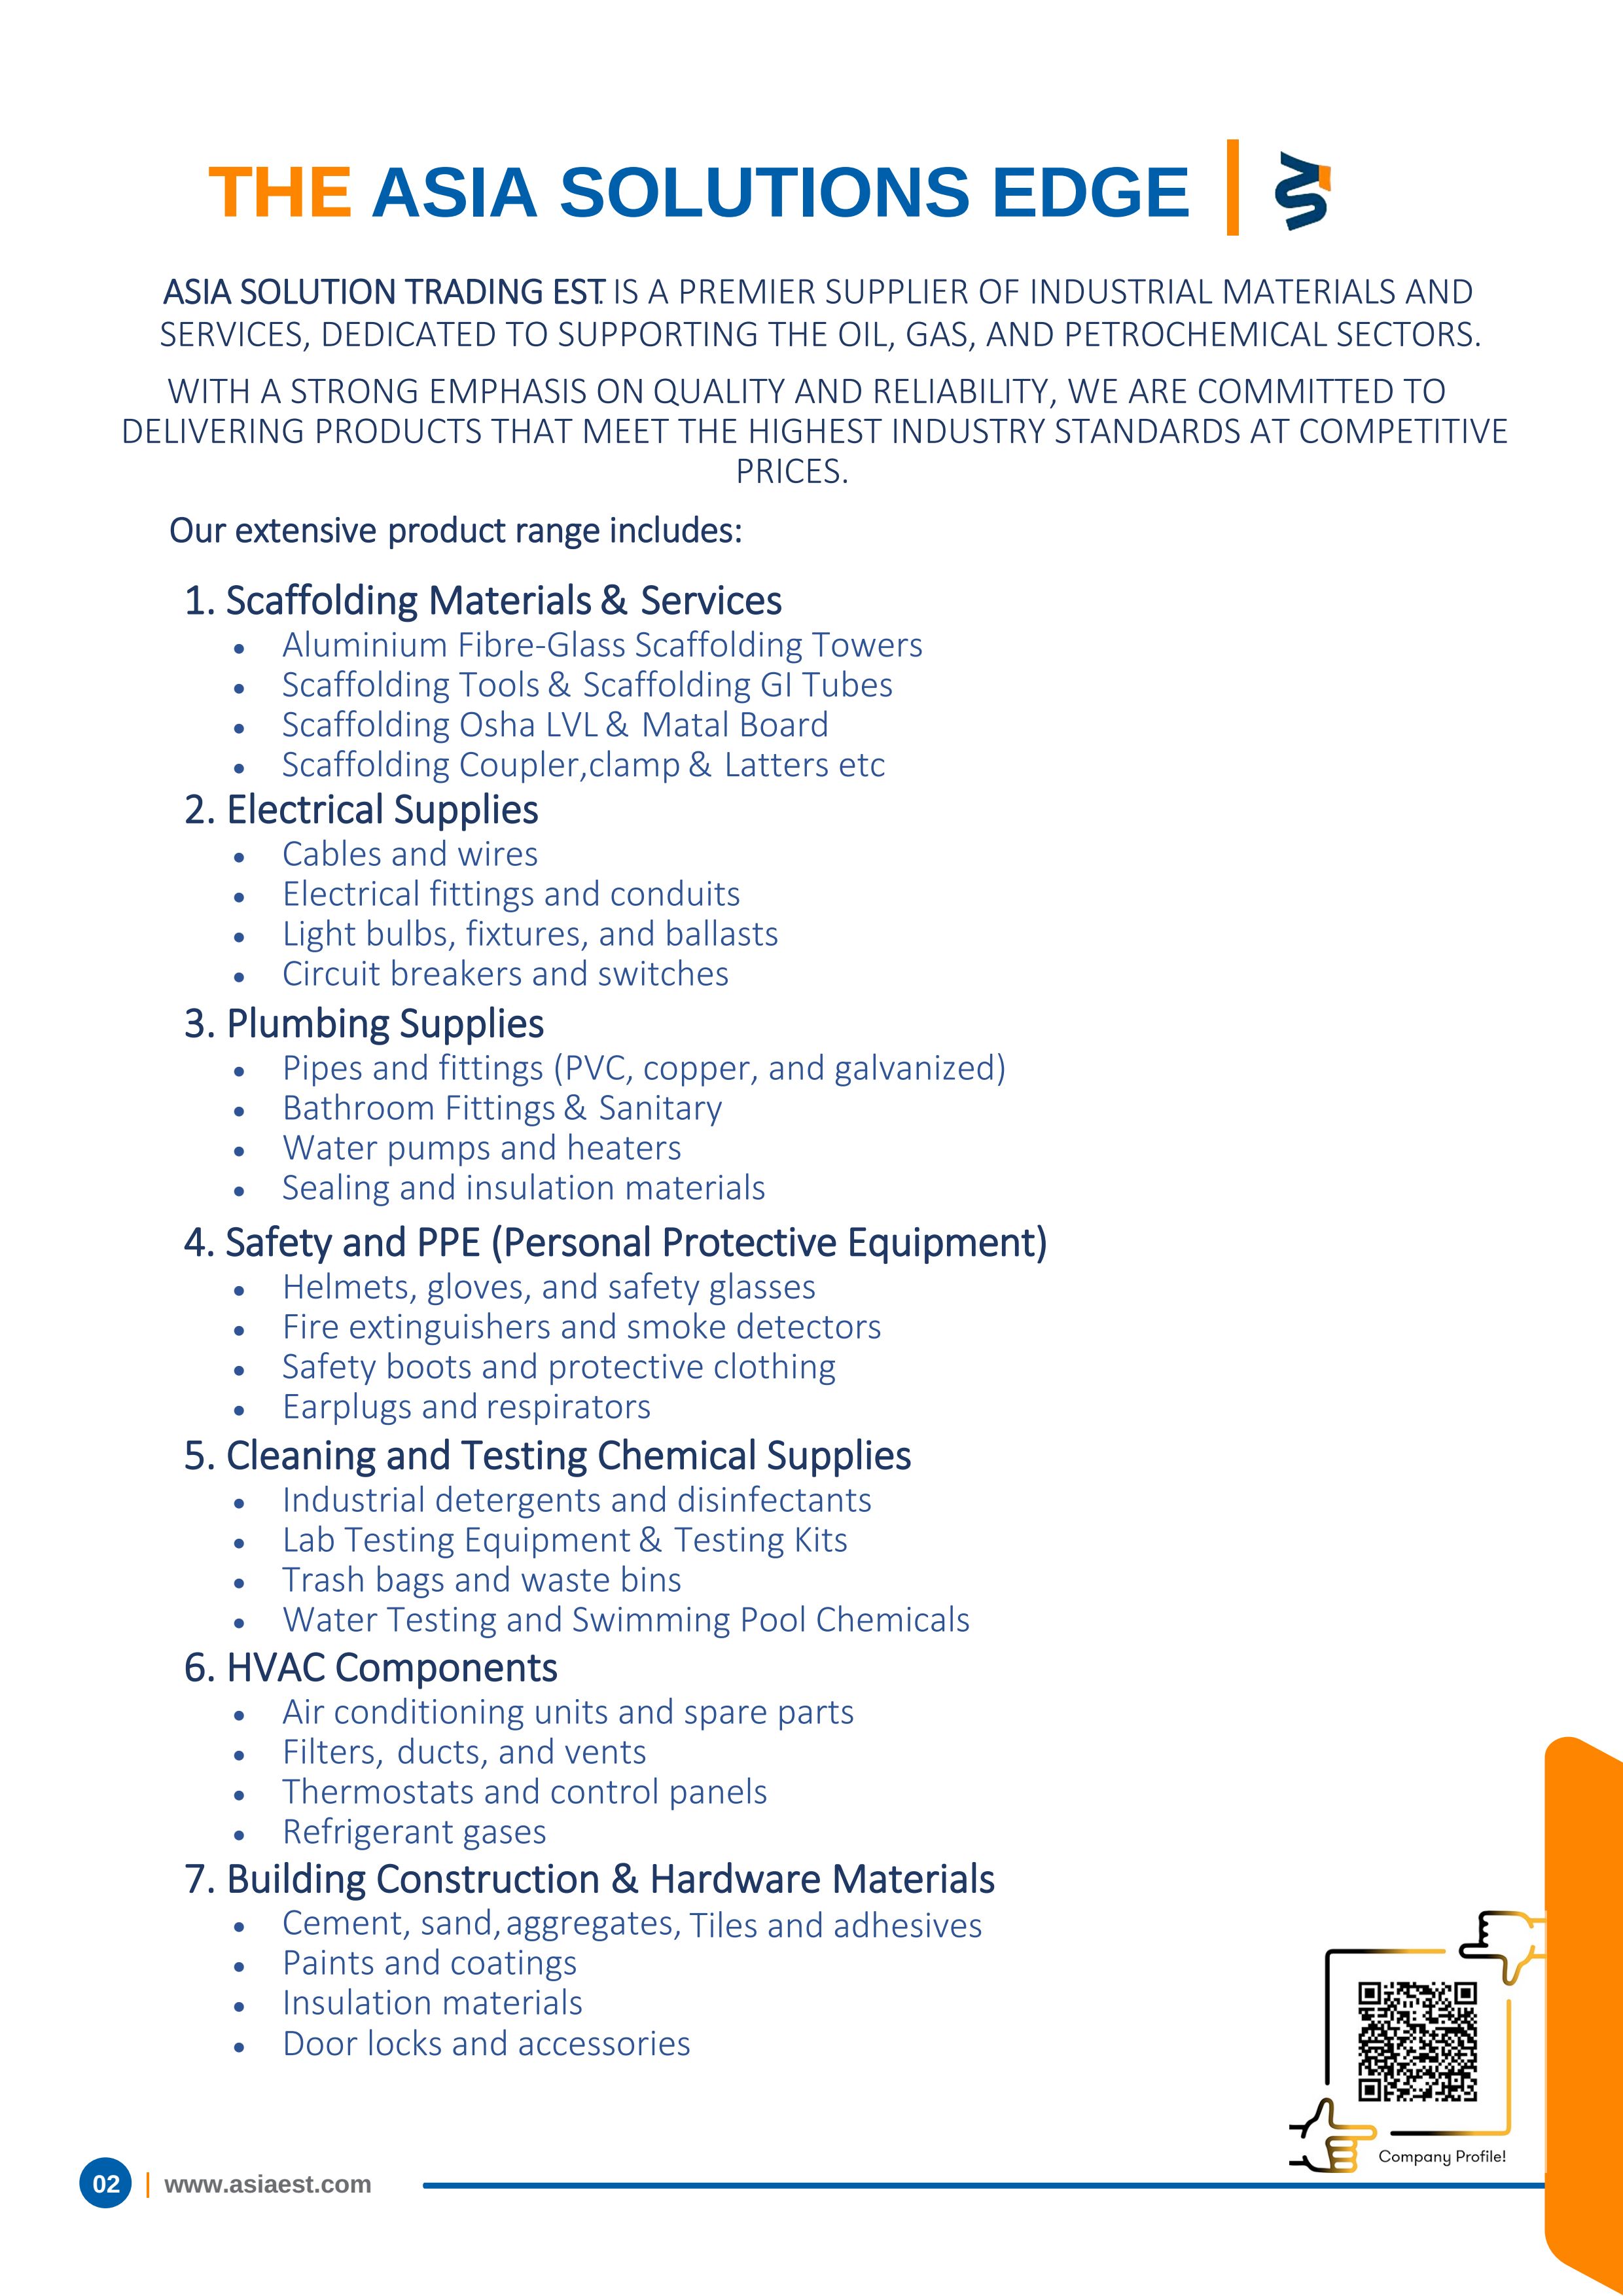 THE ASIA SOLUTIONS EDGE
ASIA SOLUTION TRADING EST. IS A PREMIER SUPPLIER OF INDUSTRIAL MATERIALS AND
SERVICES, DEDICATED TO SUPPORTING THE OIL, GAS, AND PETROCHEMICAL SECTORS.
WITH A STRONG EMPHASIS ON QUALITY AND RELIABILITY, WE ARE COMMITTED TO
DELIVERING PRODUCTS THAT MEET THE HIGHEST INDUSTRY STANDARDS AT COMPETITIVE
PRICES.
Our extensive product range includes:
1. Scaffolding Materials & Services
• Aluminium Fibre-Glass Scaffolding Towers
• Scaffolding Tools & Scaffolding GI Tubes
• Scaffolding Osha LVL & Matal Board
• Scaffolding Coupler,clamp & Latters etc
2. Electrical Supplies
• Cables and wires
• Electrical fittings and conduits
• Light bulbs, fixtures, and ballasts
• Circuit breakers and switches
3. Plumbing Supplies
• Pipes and fittings (PVC, copper, and galvanized)
• Bathroom Fittings & Sanitary
• Water pumps and heaters
• Sealing and insulation materials
4. Safety and PPE (Personal Protective Equipment)
• Helmets, gloves, and safety glasses
• Fire extinguishers and smoke detectors
• Safety boots and protective clothing
• Earplugs and respirators
5. Cleaning and Testing Chemical Supplies
• Industrial detergents and disinfectants
• Lab Testing Equipment & Testing Kits
• Trash bags and waste bins
• Water Testing and Swimming Pool Chemicals
6. HVAC Components
• Air conditioning units and spare parts
• Filters, ducts, and vents
• Thermostats and control panels
• Refrigerant gases
7. Building Construction & Hardware Materials
• Cement, sand, aggregates, Tiles and adhesives
• Paints and coatings
• Insulation materials
• Door locks and accessories
Company Profile!
02 | www.asiaest.com